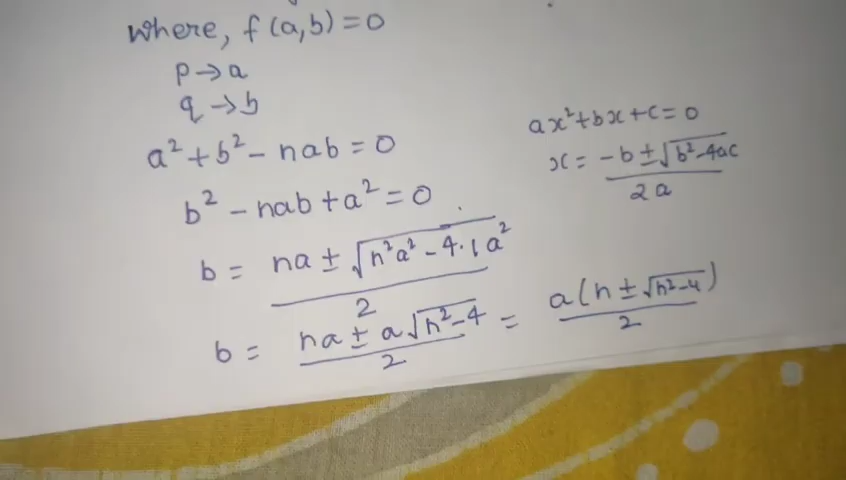 where, f(a,b)=0
p→a
q→b
a²+b²-nab=0
b²-nab+a²=0
b = na±√n²a²-4·1a² / 2
b = na±a√n²-4 / 2 = a(n±√n²-4) / 2
ax²+bx+c=0
x = -b±√b²-4ac / 2a